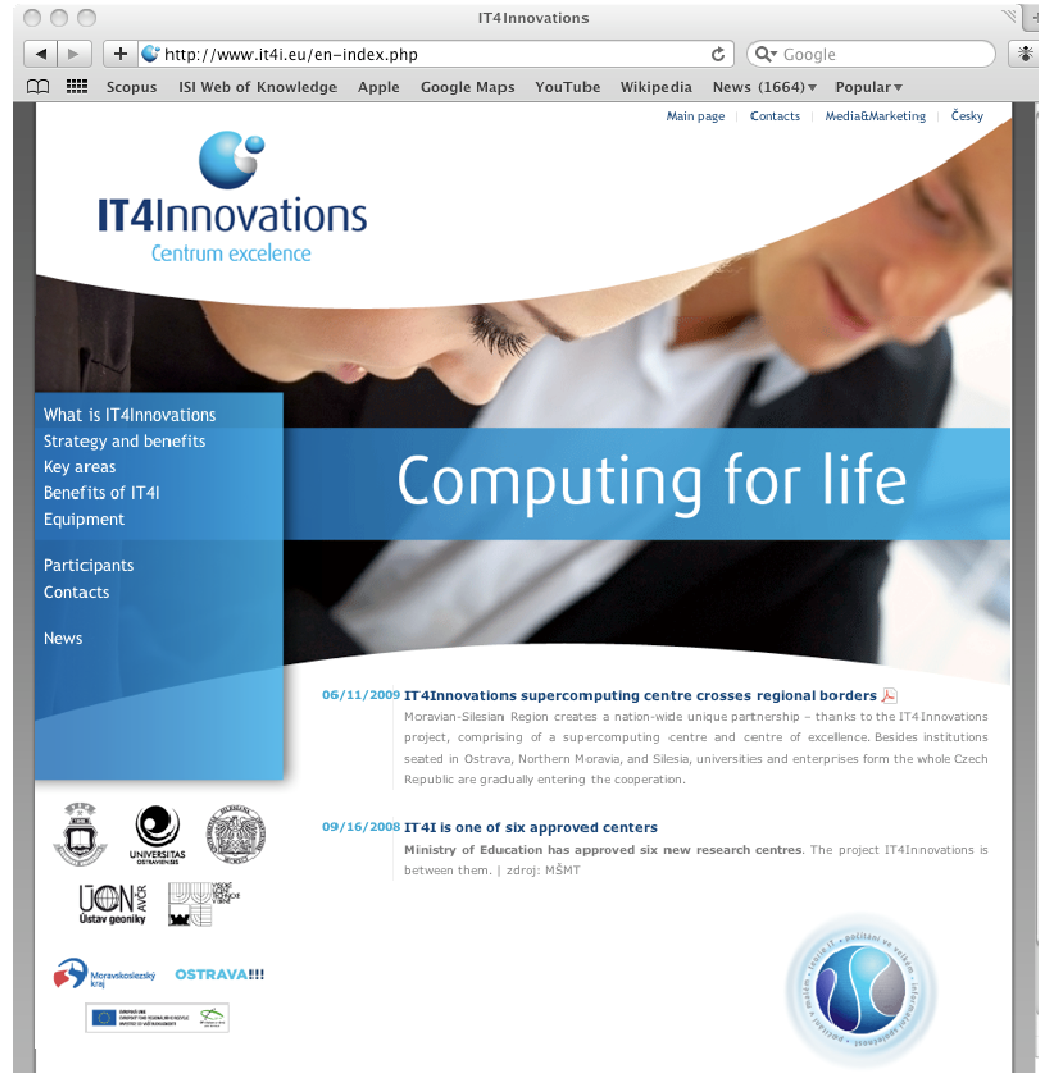 IT4Innovations
http://www.it4i.eu/en-index.php
Google
Scopus ISI Web of Knowledge Apple Google Maps YouTube Wikipedia News (1664) Popular
Main page | Contacts | Media&Marketing | Česky
IT4Innovations
Centrum excelence
What is IT4Innovations
Strategy and benefits
Key areas
Benefits of IT4I
Equipment
Participants
Contacts
News
Computing for life
06/11/2009 IT4Innovations supercomputing centre crosses regional borders
Moravian-Silesian Region creates a nation-wide unique partnership – thanks to the IT4Innovations
project, comprising of a supercomputing centre and centre of excellence. Besides institutions
seated in Ostrava, Northern Moravia, and Silesia, universities and enterprises form the whole Czech
Republic are gradually entering the cooperation.
09/16/2008 IT4I is one of six approved centers
Ministry of Education has approved six new research centres. The project IT4Innovations is
between them. | zdroj: MŠMT
UNIVERSITAS
OSTRAVIENSIS
ÚGN AVČR
Ústav geoniky
Moravskoslezský
kraj
OSTRAVA!!!